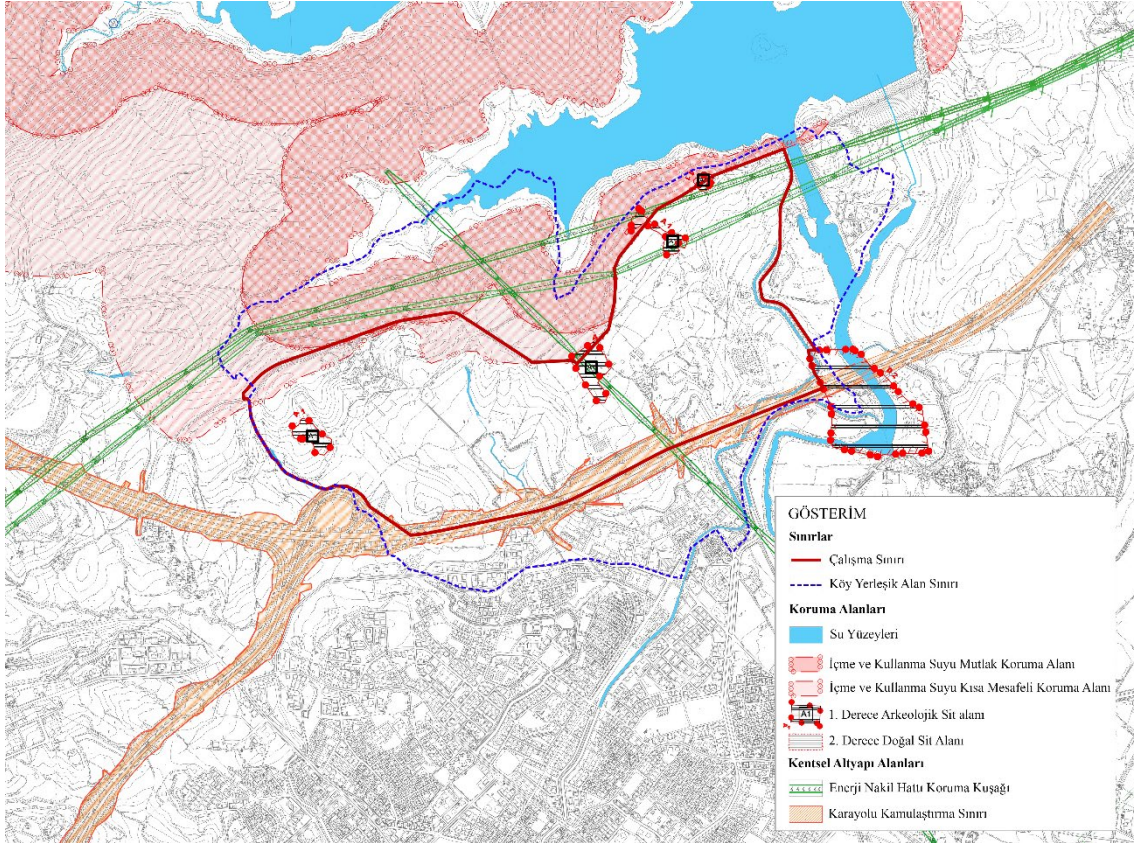 GÖSTERİM
Sınırlar
Çalışma Sınırı
Köy Yerleşik Alan Sınırı
Koruma Alanları
Su Yüzeyleri
İçme ve Kullanma Suyu Mutlak Koruma Alanı
İçme ve Kullanma Suyu Kısa Mesafeli Koruma Alanı
A1
1. Derece Arkeolojik Sit alanı
2. Derece Doğal Sit Alanı
Kentsel Altyapı Alanları
Enerji Nakil Hattı Koruma Kuşağı
Karayolu Kamulaştırma Sınırı